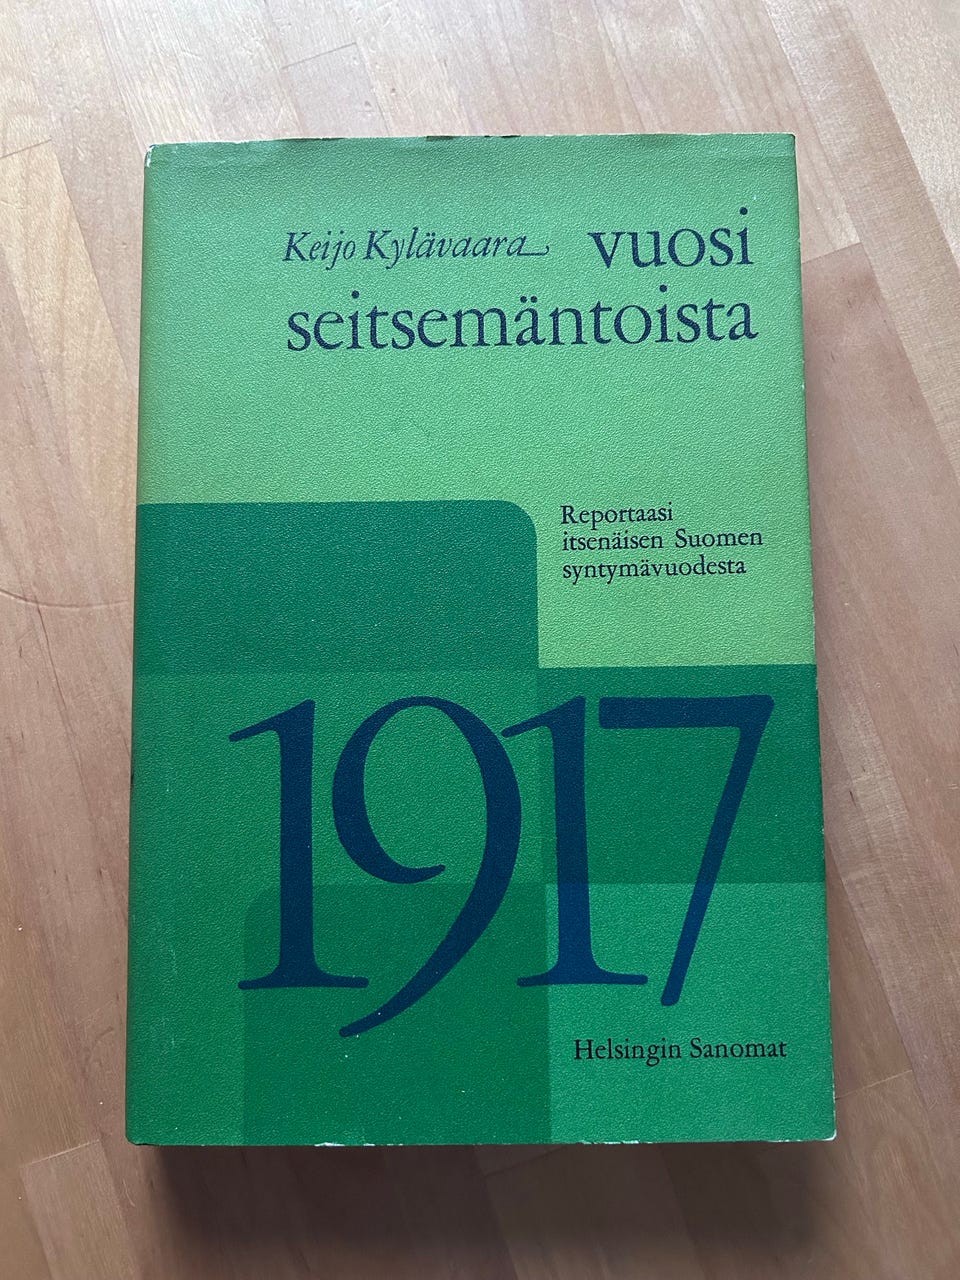 Keijo Kylävaara vuosi
seitsemäntoista
Reportaasi
itsenäisen Suomen
syntymävuodesta
1917
Helsingin Sanomat